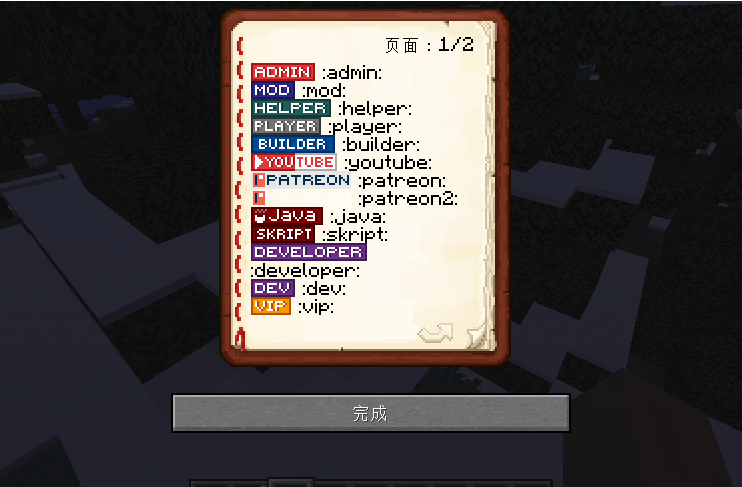 页面：1/2
ADMIN :admin:
MOD :mod:
HELPER :helper:
PLAYER :player:
BUILDER :builder:
YOUTUBE :youtube:
PATREON :patreon:
:patreon2:
Java :java:
SKRIPT :skript:
DEVELOPER
:developer:
DEV :dev:
VIP :vip:
完成